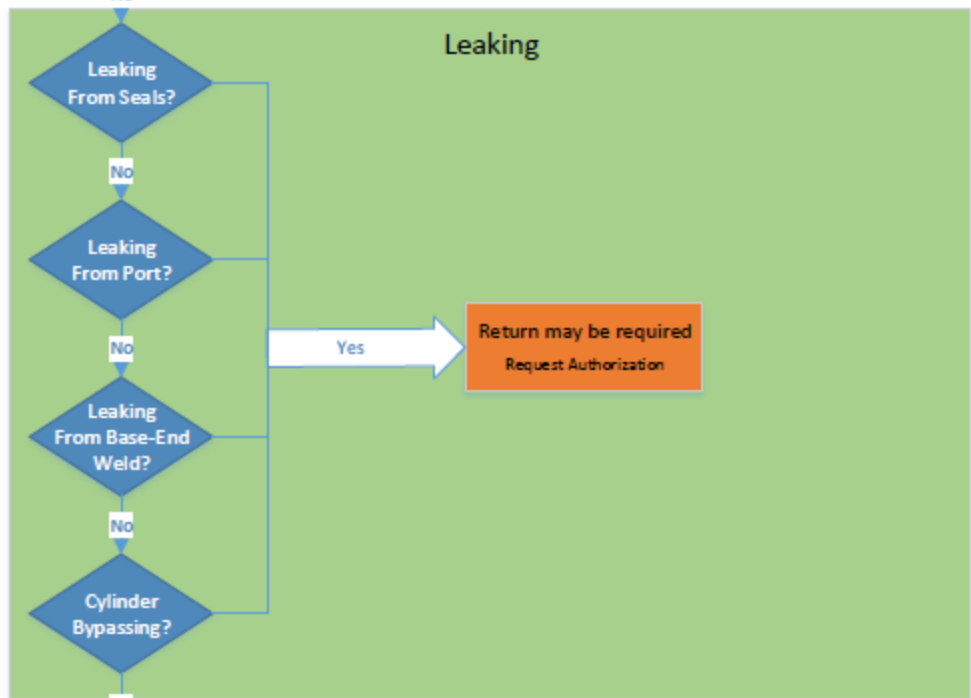 Leaking
Leaking
From Seals?
No
Leaking
From Port?
No
Yes
Return may be required
Request Authorization
Leaking
From Base-End
Weld?
No
Cylinder
Bypassing?